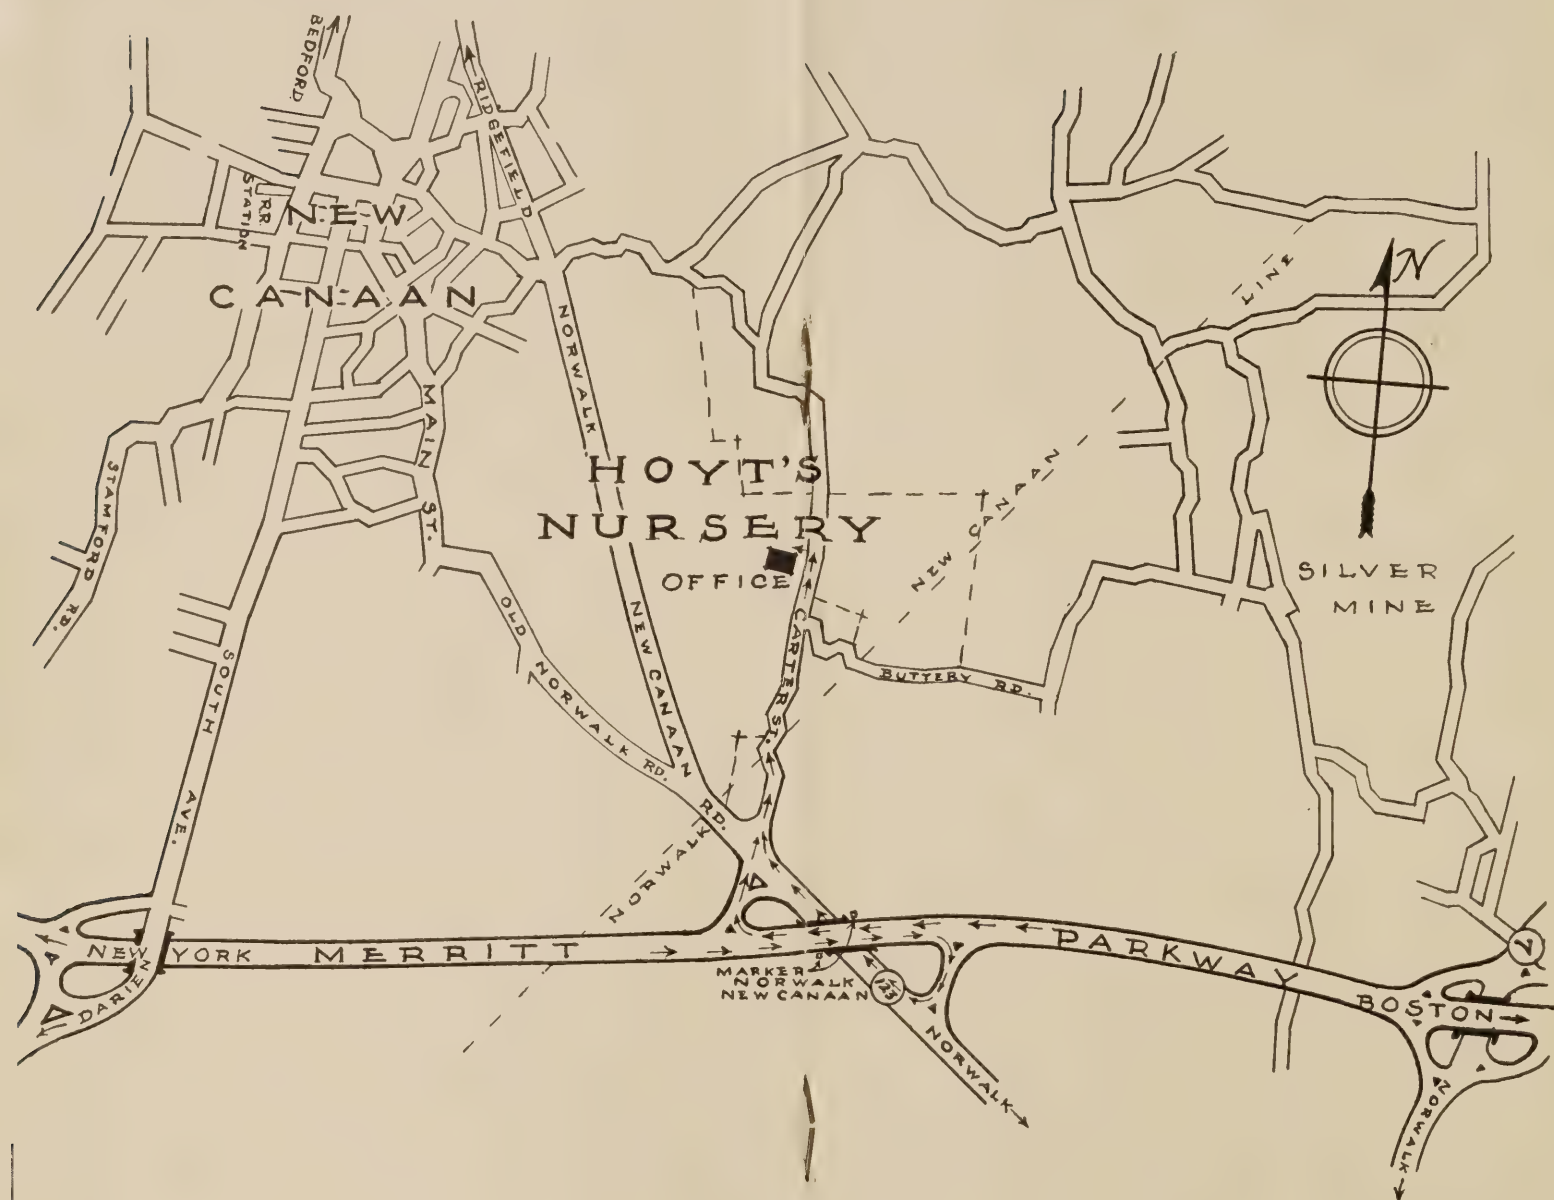 BEDFORD
RIDGEFIELD
RR. STATION
NEW
CANAAN
N
LINE
NORWALK
MAIN ST.
STAMFORD RD.
HOYT'S
NURSERY
OFFICE
NEW CANAAN
SILVER
MINE
OLD NORWALK RD.
NEW CANAAN
RD.
CARTER ST.
BUTTERY RD.
SOUTH AVE.
NORWALK
NEW YORK
MERRITT
PARKWAY
7
DARIEN
MARKER
NORWALK
NEW CANAAN
123
BOSTON
NORWALK
NORWALK